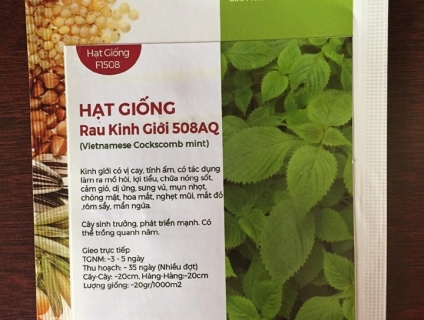 Hạt Giống
F1508
HẠT GIỐNG
Rau Kinh Giới 508AQ
(Vietnamese Cockscomb mint)
Kinh giới có vị cay, tính ấm, có tác dụng
làm ra mồ hôi, lợi tiểu, chữa nóng sốt,
cảm gió, dị ứng, sưng vú, mụn nhọt,
chóng mặt, hoa mắt, nghẹt mũi, mắt đỏ
,rôm sẩy, mẩn ngứa.
Cây sinh trưởng, phát triển mạnh. Có
thể trồng quanh năm.
Gieo trực tiếp
TGNM: ~3 - 5 ngày
Thu hoạch: ~ 35 ngày (Nhiều đợt)
Cây-Cây: ~20cm, Hàng-Hàng:~20cm
Lượng giống: ~20gr/1000m2